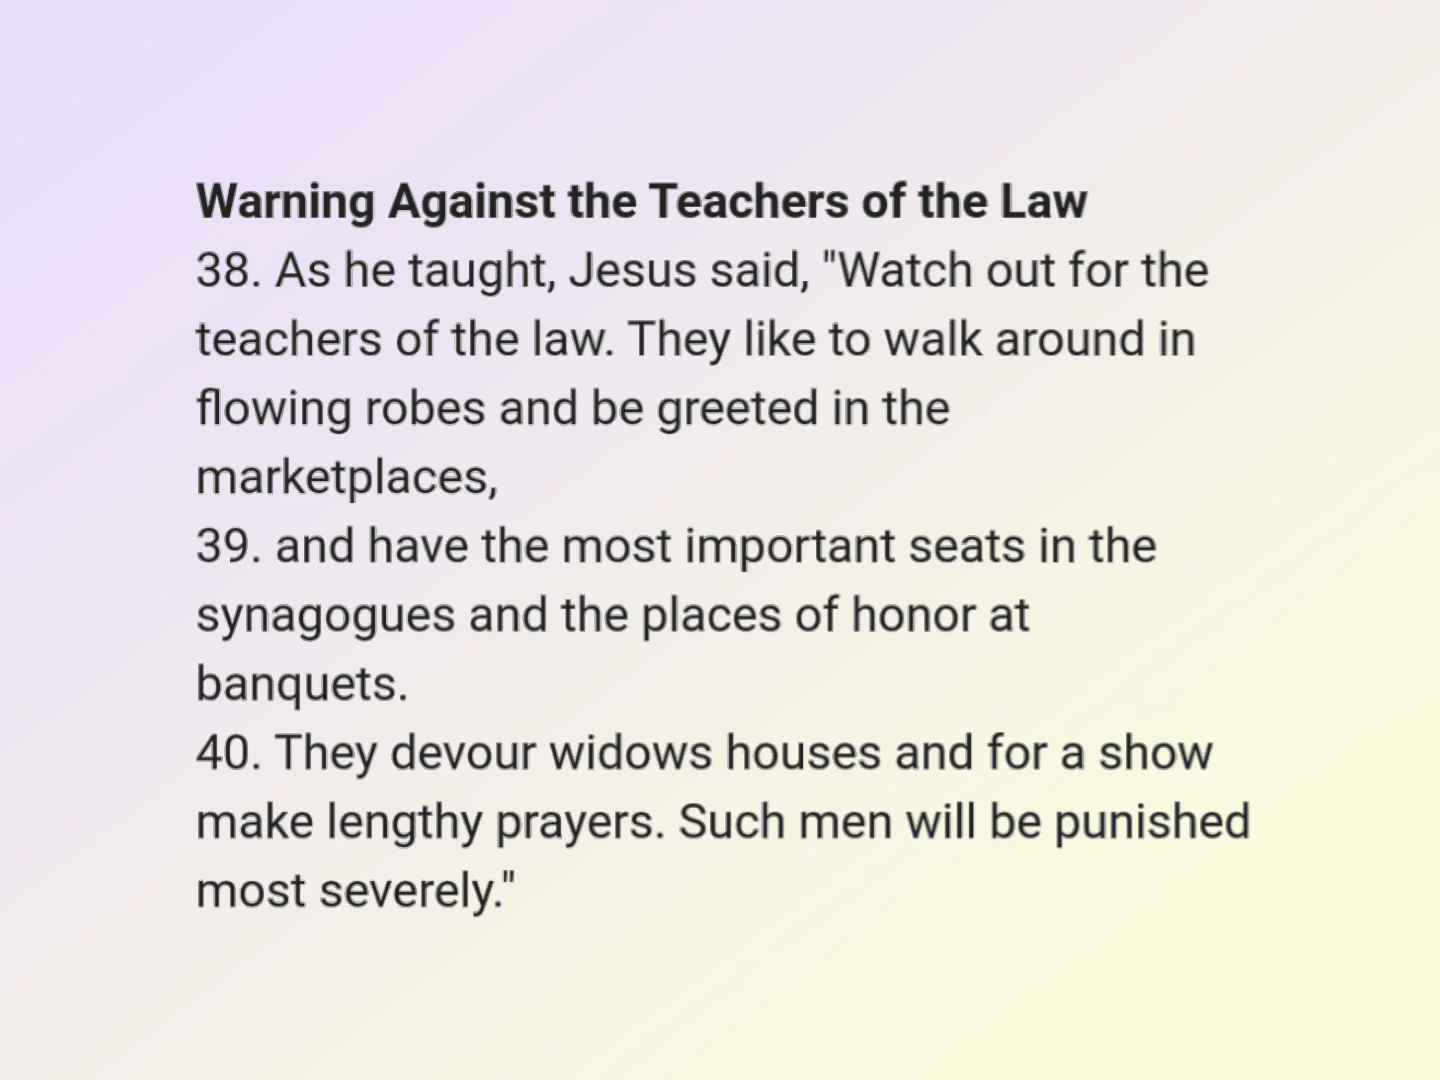 Warning Against the Teachers of the Law
38. As he taught, Jesus said, "Watch out for the
teachers of the law. They like to walk around in
flowing robes and be greeted in the
marketplaces,
39. and have the most important seats in the
synagogues and the places of honor at
banquets.
40. They devour widows houses and for a show
make lengthy prayers. Such men will be punished
most severely."